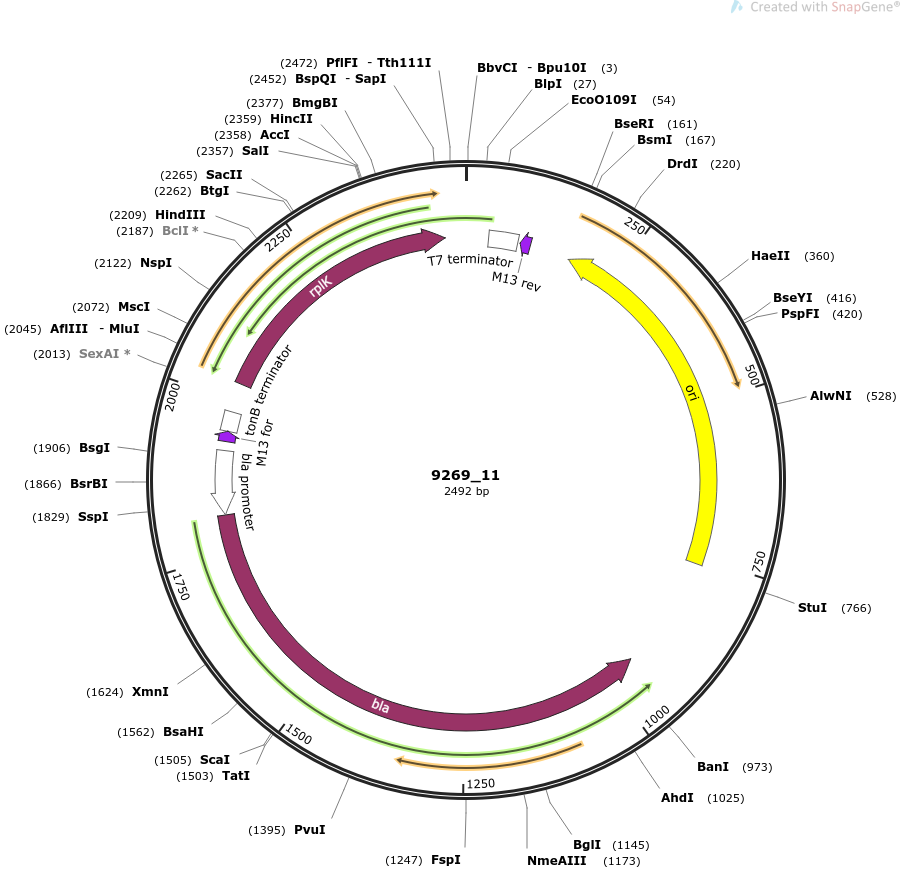 Created with SnapGene®
(2472) PflFI - Tth111I
(2452) BspQI - SapI
(2377) BmgBI
(2359) HincII
(2358) AccI
(2357) SalI
(2265) SacII
(2262) BtgI
(2209) HindIII
(2187) BclI *
(2122) NspI
(2072) MscI
(2045) AflIII - MluI
(2013) SexAI *
(1906) BsgI
(1866) BsrBI
(1829) SspI
(1624) XmnI
(1562) BsaHI
(1505) ScaI
(1503) TatI
(1395) PvuI
(1247) FspI
BbvCI - Bpu10I (3)
BlpI (27)
EcoO109I (54)
BseRI (161)
BsmI (167)
DrdI (220)
HaeII (360)
BseYI (416)
PspFI (420)
AlwNI (528)
StuI (766)
BanI (973)
AhdI (1025)
BglI (1145)
NmeAIII (1173)
250
500
750
1000
1250
1500
1750
2000
2250
T7 terminator
M13 rev
rplK
tonB terminator
M13 for
bla promoter
ori
bla
9269_11
2492 bp